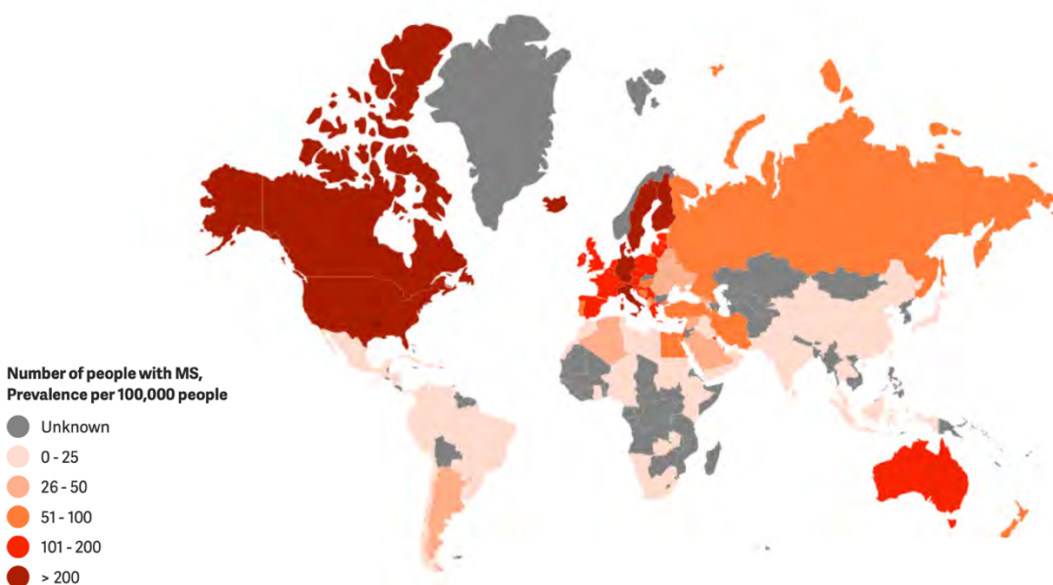 Number of people with MS,
Prevalence per 100,000 people
Unknown
0 - 25
26 - 50
51 - 100
101 - 200
> 200